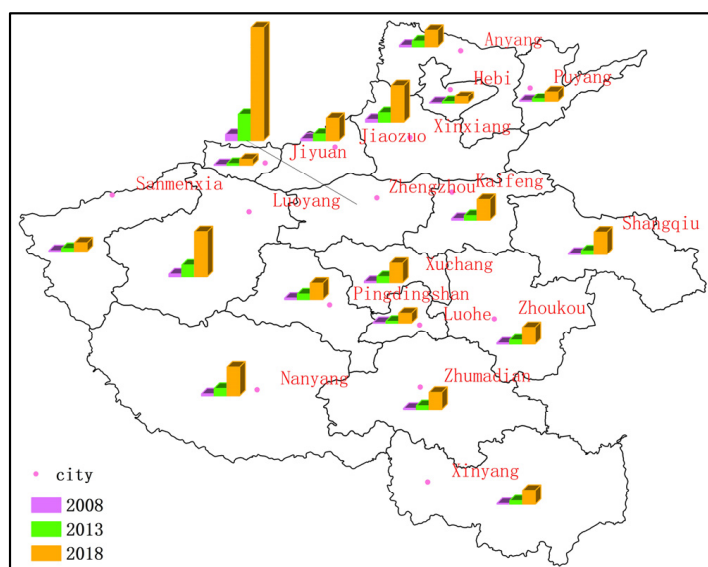 Anyang
Hebi
Puyang
Xinxiang
Jiaozuo
Jiyuan
Sanmenxia
Zhengzhou
Kaifeng
Luoyang
Shangqiu
Xuchang
Pingdingshan
Luohe
Zhoukou
Nanyang
Zhumadian
Xinyang
city
2008
2013
2018